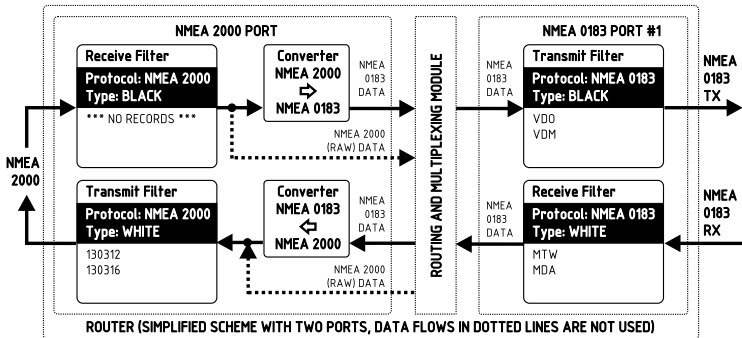 NMEA 2000 PORT
NMEA 0183 PORT #1
Receive Filter
Protocol: NMEA 2000
Type: BLACK
*** NO RECORDS ***
Converter
NMEA 2000
NMEA 0183
NMEA
0183
DATA
NMEA 2000
(RAW) DATA
ROUTING AND MULTIPLEXING MODULE
NMEA
0183
DATA
Transmit Filter
Protocol: NMEA 0183
Type: BLACK
VDO
VDM
NMEA
0183
TX
NMEA
2000
Transmit Filter
Protocol: NMEA 2000
Type: WHITE
130312
130316
Converter
NMEA 0183
NMEA 2000
NMEA
0183
DATA
NMEA 2000
(RAW) DATA
NMEA
0183
DATA
Receive Filter
Protocol: NMEA 0183
Type: WHITE
MTW
MDA
NMEA
0183
RX
ROUTER (SIMPLIFIED SCHEME WITH TWO PORTS, DATA FLOWS IN DOTTED LINES ARE NOT USED)